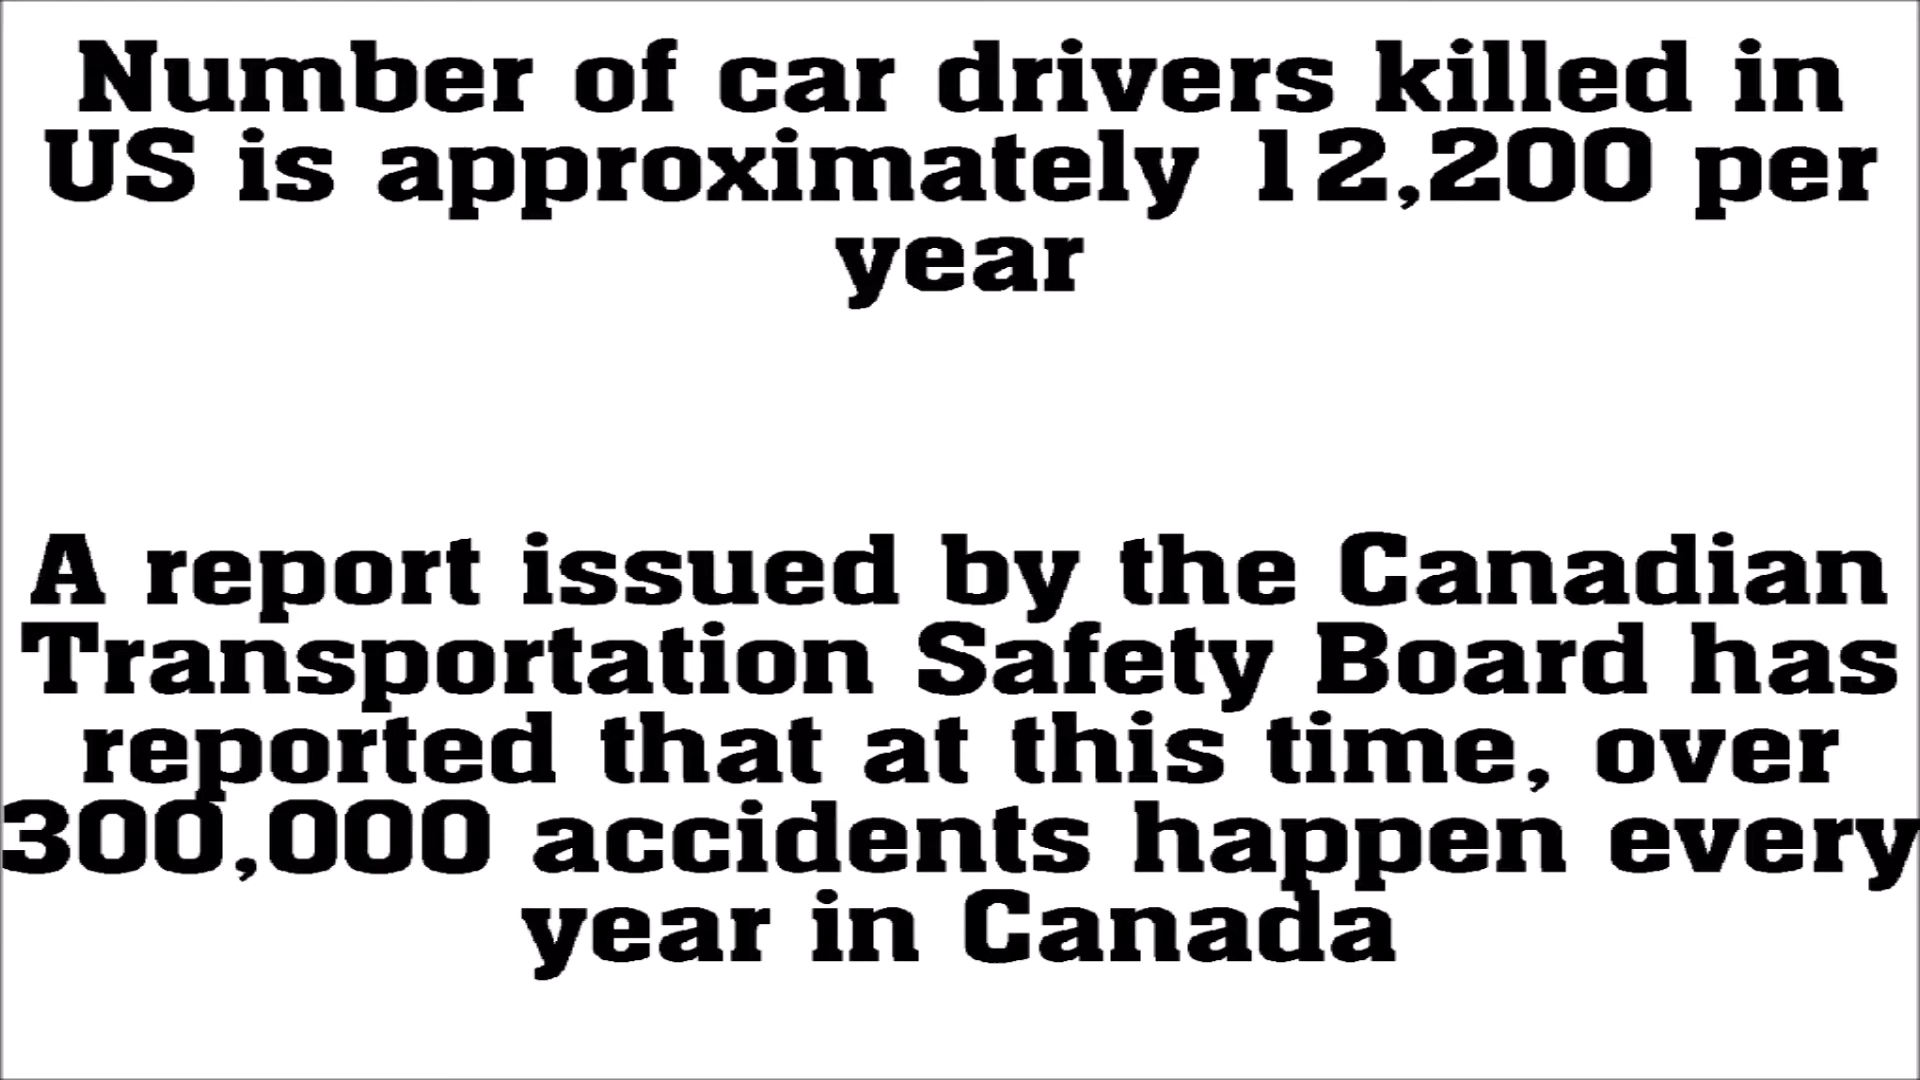 Number of car drivers killed in
US is approximately 12,200 per
year
A report issued by the Canadian
Transportation Safety Board has
reported that at this time, over
300,000 accidents happen every
year in Canada